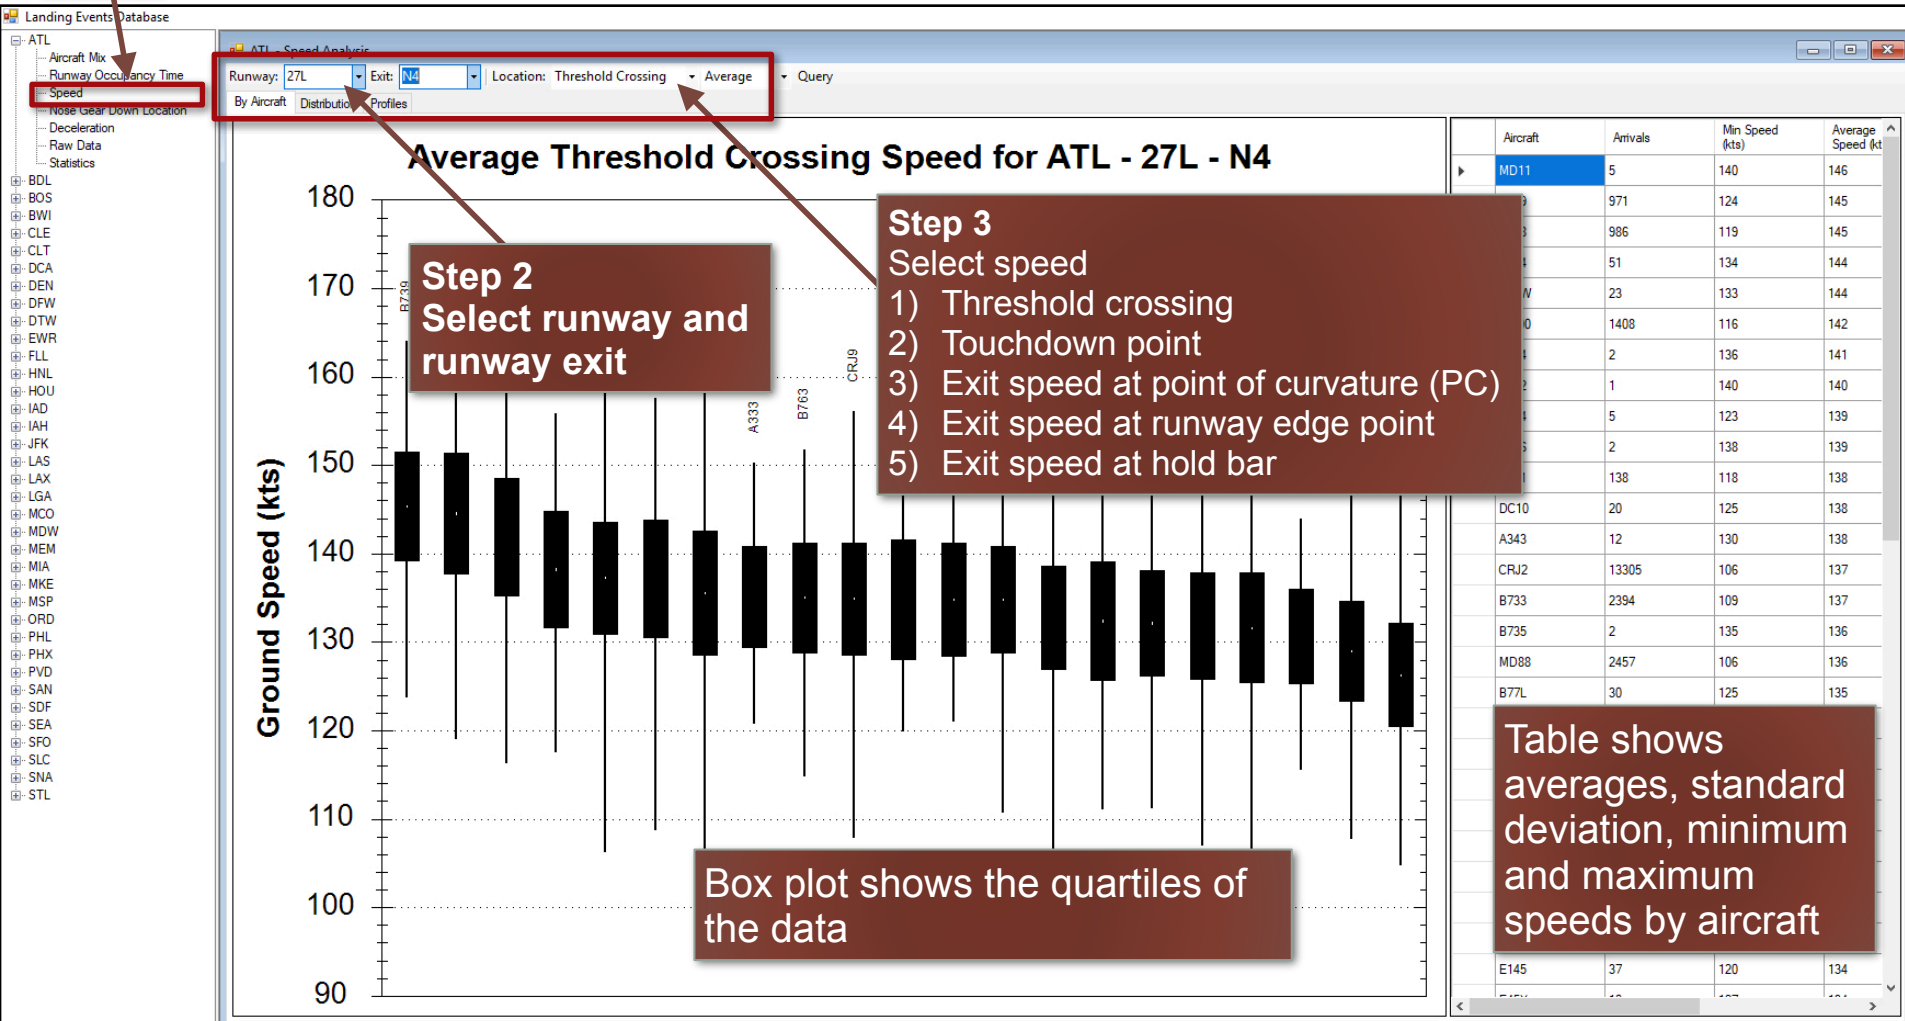 Landing Events Database
ATL
Aircraft Mix
Runway Occupancy Time
Speed
Nose Gear Down Location
Deceleration
Raw Data
Statistics
BDL
BOS
BWI
CLE
CLT
DCA
DEN
DFW
DTW
EWR
FLL
HNL
HOU
IAD
IAH
JFK
LAS
LAX
LGA
MCO
MDW
MEM
MIA
MKE
MSP
ORD
PHL
PHX
PVD
SAN
SDF
SEA
SFO
SLC
SNA
STL
ATL - Speed Analysis
Runway: 27L Exit: N4 Location: Threshold Crossing Average Query
By Aircraft Distribution Profiles
Average Threshold Crossing Speed for ATL - 27L - N4
Ground Speed (kts)
180
170
160
150
140
130
120
110
100
90
B739
A333
B763
CRJ9
Step 2
Select runway and
runway exit
Step 3
Select speed
1) Threshold crossing
2) Touchdown point
3) Exit speed at point of curvature (PC)
4) Exit speed at runway edge point
5) Exit speed at hold bar
Box plot shows the quartiles of
the data
Aircraft Arrivals Min Speed (kts) Average Speed (kt
MD11 5 140 146
971 124 145
986 119 145
51 134 144
23 133 144
1408 116 142
2 136 141
1 140 140
5 123 139
2 138 139
138 118 138
DC10 20 125 138
A343 12 130 138
CRJ2 13305 106 137
B733 2394 109 137
B735 2 135 136
MD88 2457 106 136
B77L 30 125 135
Table shows
averages, standard
deviation, minimum
and maximum
speeds by aircraft
E145 37 120 134